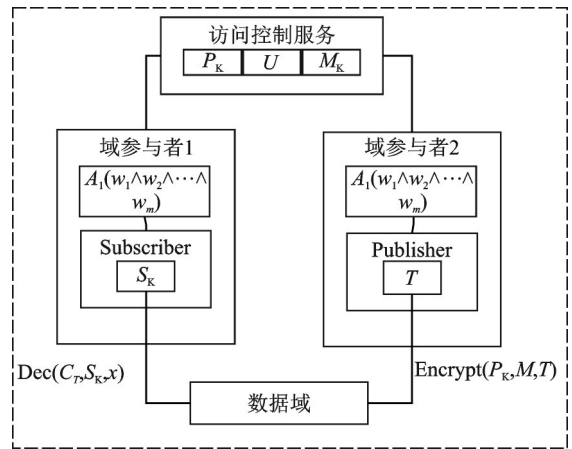 访问控制服务
P_K U M_K
域参与者1
A_1(w_1∧w_2∧⋯∧
w_m)
Subscriber
S_K
域参与者2
A_1(w_1∧w_2∧⋯∧
w_m)
Publisher
T
Dec(C_T,S_K,x)
Encrypt(P_K,M,T)
数据域